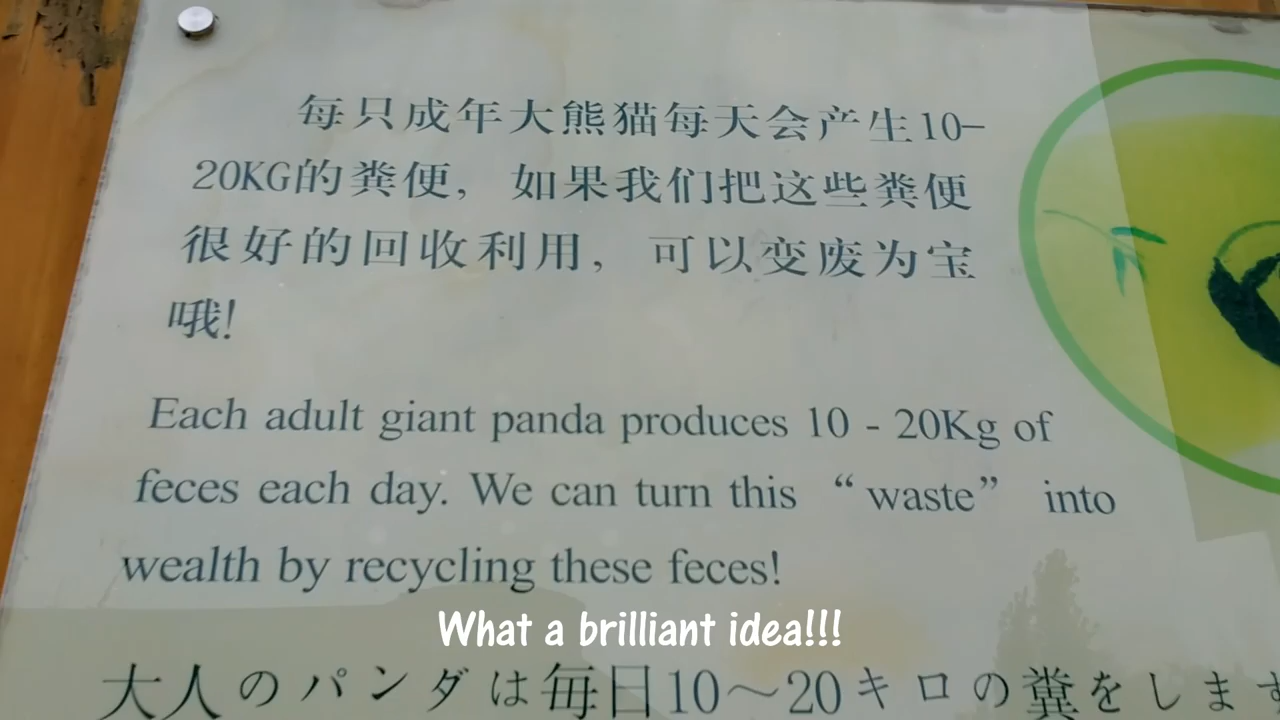 每只成年大熊猫每天会产生10-
20KG的粪便，如果我们把这些粪便
很好的回收利用，可以变废为宝
哦！
Each adult giant panda produces 10 - 20Kg of
feces each day. We can turn this “waste” into
wealth by recycling these feces!
What a brilliant idea!!!
大人のパンダは毎日10～20キロの糞をします